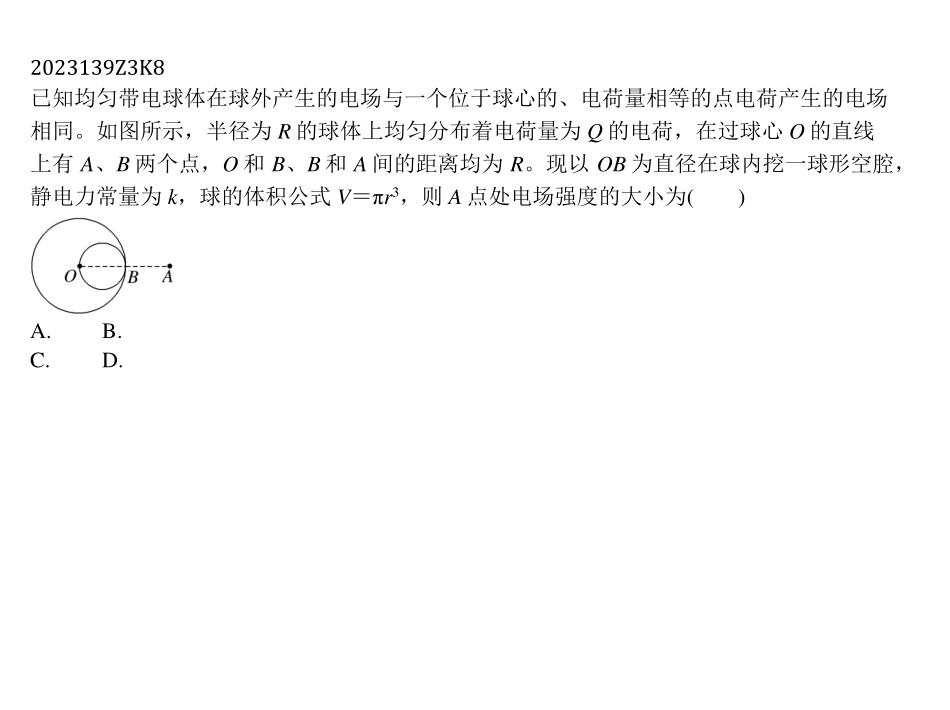 2023139Z3K8
已知均匀带电球体在球外产生的电场与一个位于球心的、电荷量相等的点电荷产生的电场
相同。如图所示，半径为 R 的球体上均匀分布着电荷量为 Q 的电荷，在过球心 O 的直线
上有 A、B 两个点，O 和 B、B 和 A 间的距离均为 R。现以 OB 为直径在球内挖一球形空腔，
静电力常量为 k，球的体积公式 V＝πr³，则 A 点处电场强度的大小为(　　)
O B A
A. B.
C. D.